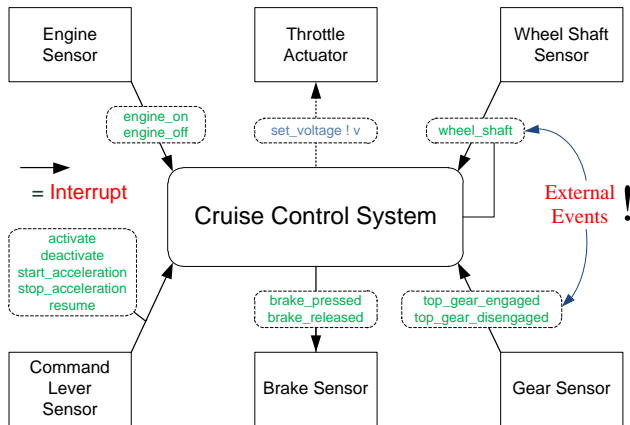 Engine
Sensor
Throttle
Actuator
Wheel Shaft
Sensor
engine_on
engine_off
set_voltage ! v
wheel_shaft
= Interrupt
Cruise Control System
External
Events
!
activate
deactivate
start_acceleration
stop_acceleration
resume
brake_pressed
brake_released
top_gear_engaged
top_gear_disengaged
Command
Lever
Sensor
Brake Sensor
Gear Sensor